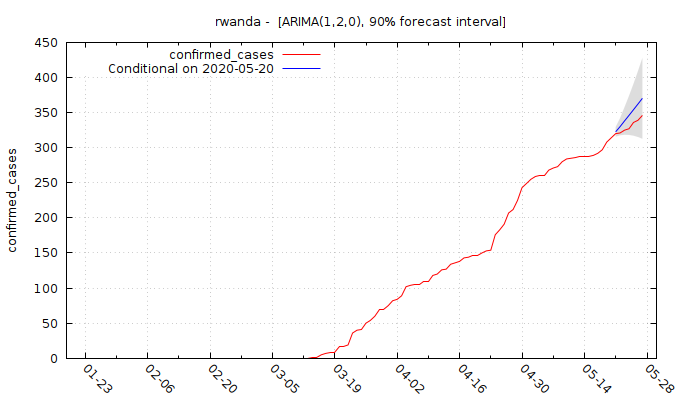 rwanda -  [ARIMA(1,2,0), 90% forecast interval]
confirmed_cases
Conditional on 2020-05-20
confirmed_cases
450
400
350
300
250
200
150
100
50
0
01-23 02-06 02-20 03-05 03-19 04-02 04-16 04-30 05-14 05-28